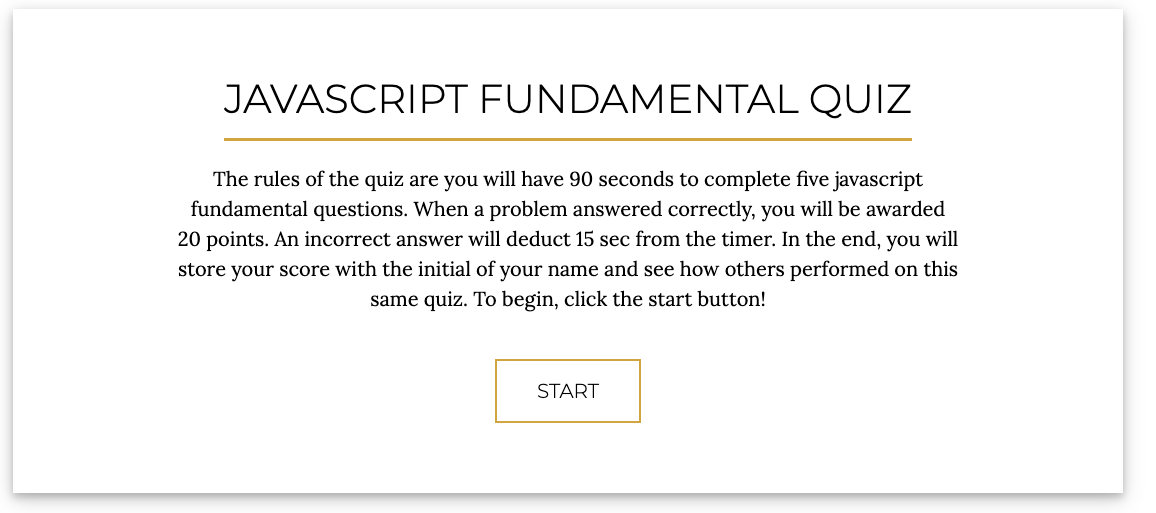 JAVASCRIPT FUNDAMENTAL QUIZ
The rules of the quiz are you will have 90 seconds to complete five javascript
fundamental questions. When a problem answered correctly, you will be awarded
20 points. An incorrect answer will deduct 15 sec from the timer. In the end, you will
store your score with the initial of your name and see how others performed on this
same quiz. To begin, click the start button!
START